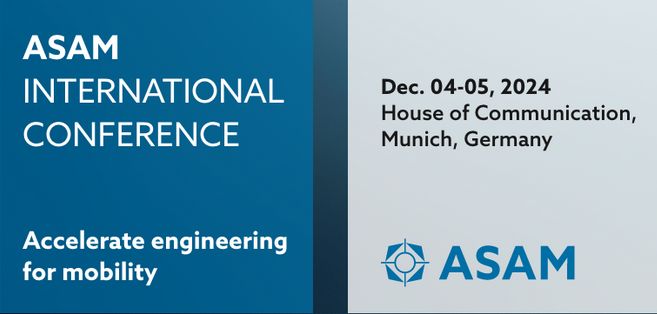 ASAM
INTERNATIONAL
CONFERENCE
Accelerate engineering
for mobility
Dec. 04-05, 2024
House of Communication,
Munich, Germany
ASAM